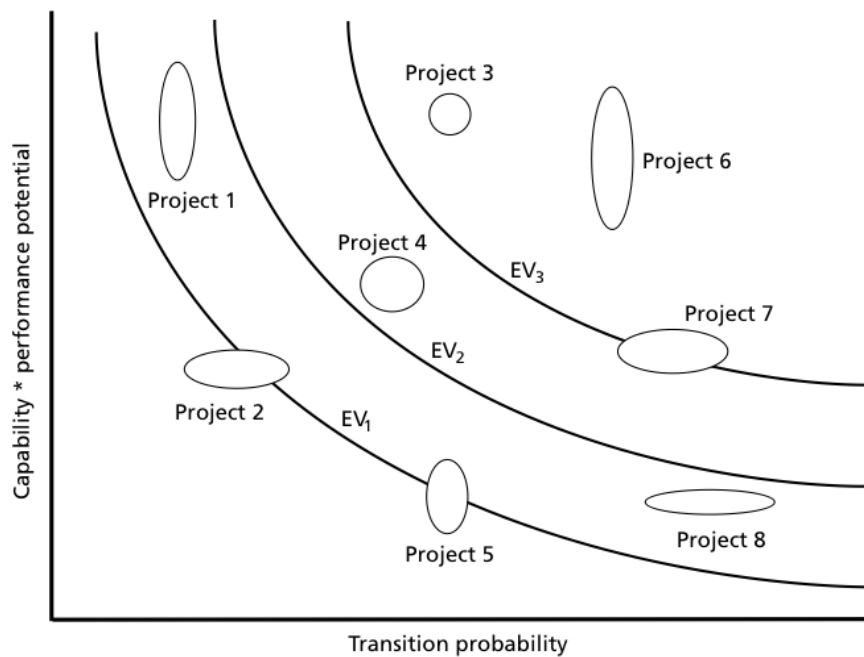 Project 3
Project 6
Project 1
Project 4
EV3
Project 7
EV2
Project 2
EV1
Project 8
Project 5
Capability * performance potential
Transition probability